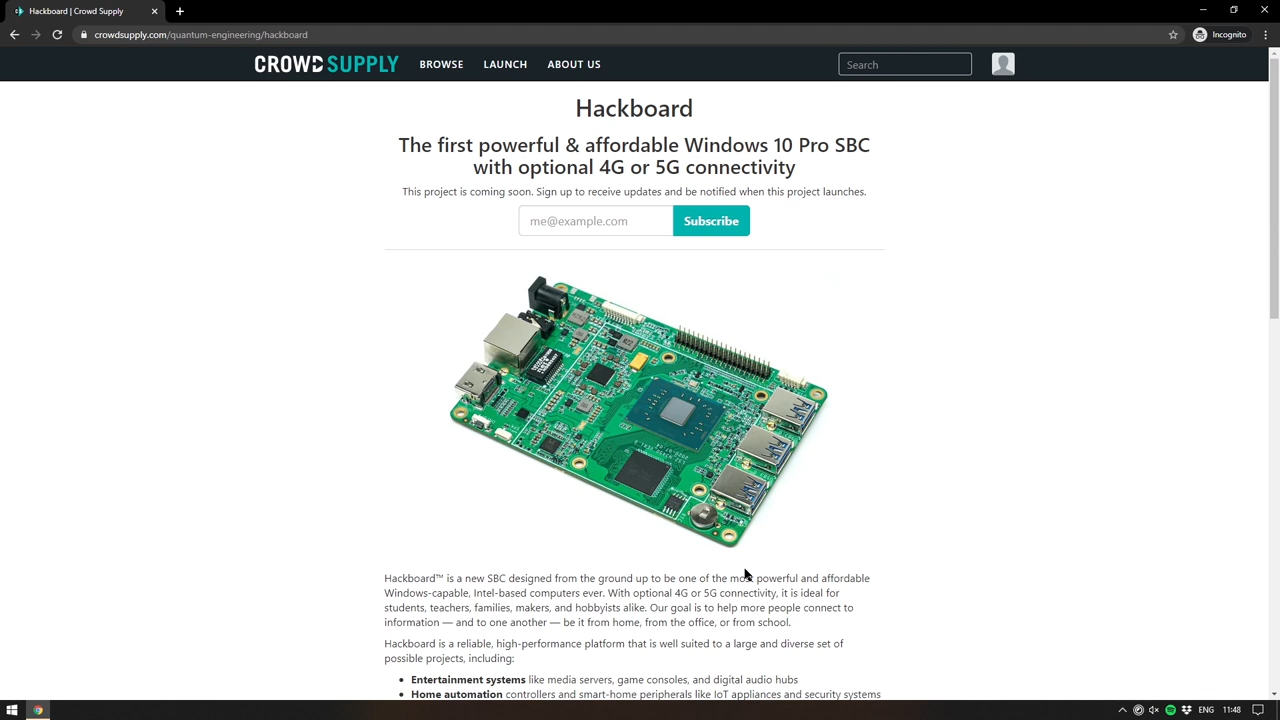 Hackboard | Crowd Supply
crowdsupply.com/quantum-engineering/hackboard
Incognito
CROWD SUPPLY BROWSE LAUNCH ABOUT US Search
Hackboard
The first powerful & affordable Windows 10 Pro SBC
with optional 4G or 5G connectivity
This project is coming soon. Sign up to receive updates and be notified when this project launches.
me@example.com Subscribe
Hackboard™ is a new SBC designed from the ground up to be one of the most powerful and affordable
Windows-capable, Intel-based computers ever. With optional 4G or 5G connectivity, it is ideal for
students, teachers, families, makers, and hobbyists alike. Our goal is to help more people connect to
information — and to one another — be it from home, from the office, or from school.
Hackboard is a reliable, high-performance platform that is well suited to a large and diverse set of
possible projects, including:
• Entertainment systems like media servers, game consoles, and digital audio hubs
• Home automation controllers and smart-home peripherals like IoT appliances and security systems
ENG 11:48